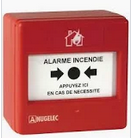 ALARME INCENDIE
APPUYEZ ICI
EN CAS DE NECESSITE
NUGELEC